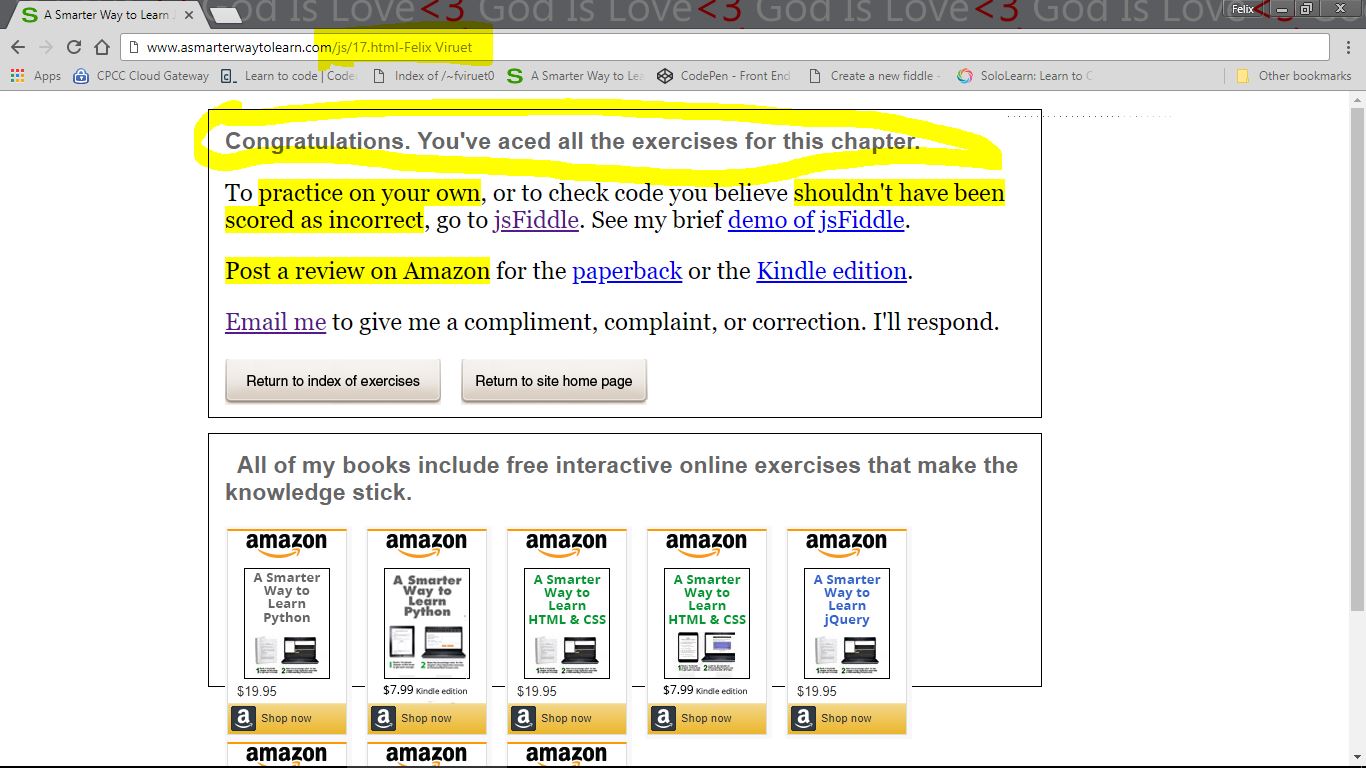 God Is Love<3 God Is Love<3 God Is Love<3 God Is Love<3 God Is Love<3 God
Felix
A Smarter Way to Learn J
www.asmarterwaytolearn.com/js/17.html-Felix Viruet
Apps CPCC Cloud Gateway Learn to code | Code Index of /~fviruet0 A Smarter Way to Lea CodePen - Front End Create a new fiddle - SoloLearn: Learn to C Other bookmarks
Congratulations. You've aced all the exercises for this chapter.
To practice on your own, or to check code you believe shouldn't have been
scored as incorrect, go to jsFiddle. See my brief demo of jsFiddle.
Post a review on Amazon for the paperback or the Kindle edition.
Email me to give me a compliment, complaint, or correction. I'll respond.
Return to index of exercises Return to site home page
All of my books include free interactive online exercises that make the
knowledge stick.
amazon amazon amazon amazon amazon
A Smarter A Smarter A Smarter A Smarter A Smarter
Way to Way to Way to Way to Way to
Learn Learn Learn Learn Learn
Python Python HTML & CSS HTML & CSS jQuery
$19.95 $7.99 Kindle edition $19.95 $7.99 Kindle edition $19.95
Shop now Shop now Shop now Shop now Shop now
amazon amazon amazon